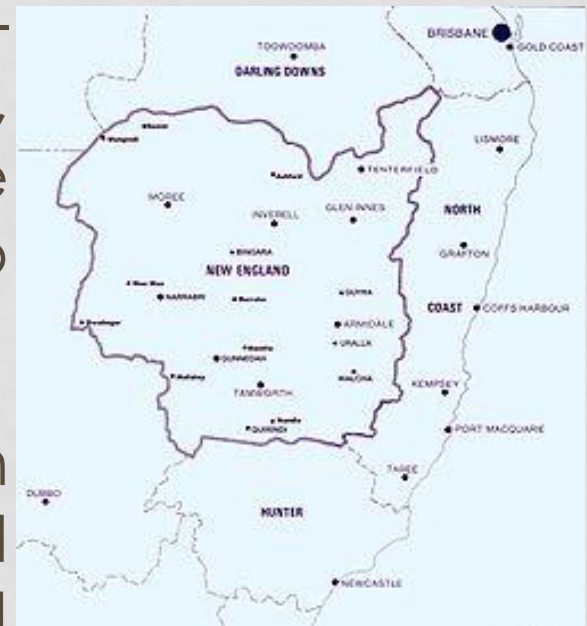 BRISBANE
GOLD COAST
TOOWOOMBA
DARLING DOWNS
LISMORE
TENTERFIELD
MOREE
GLEN INNES
INVERELL
NORTH
GRAFTON
BINGARA
NEW ENGLAND
NARRABRI
GUYRA
COAST
COFFS HARBOUR
ARMIDALE
URALLA
GUNNEDAH
WALCHA
TAMWORTH
KEMPSEY
QUIRINDI
PORT MACQUARIE
TAREE
DUBBO
HUNTER
NEWCASTLE